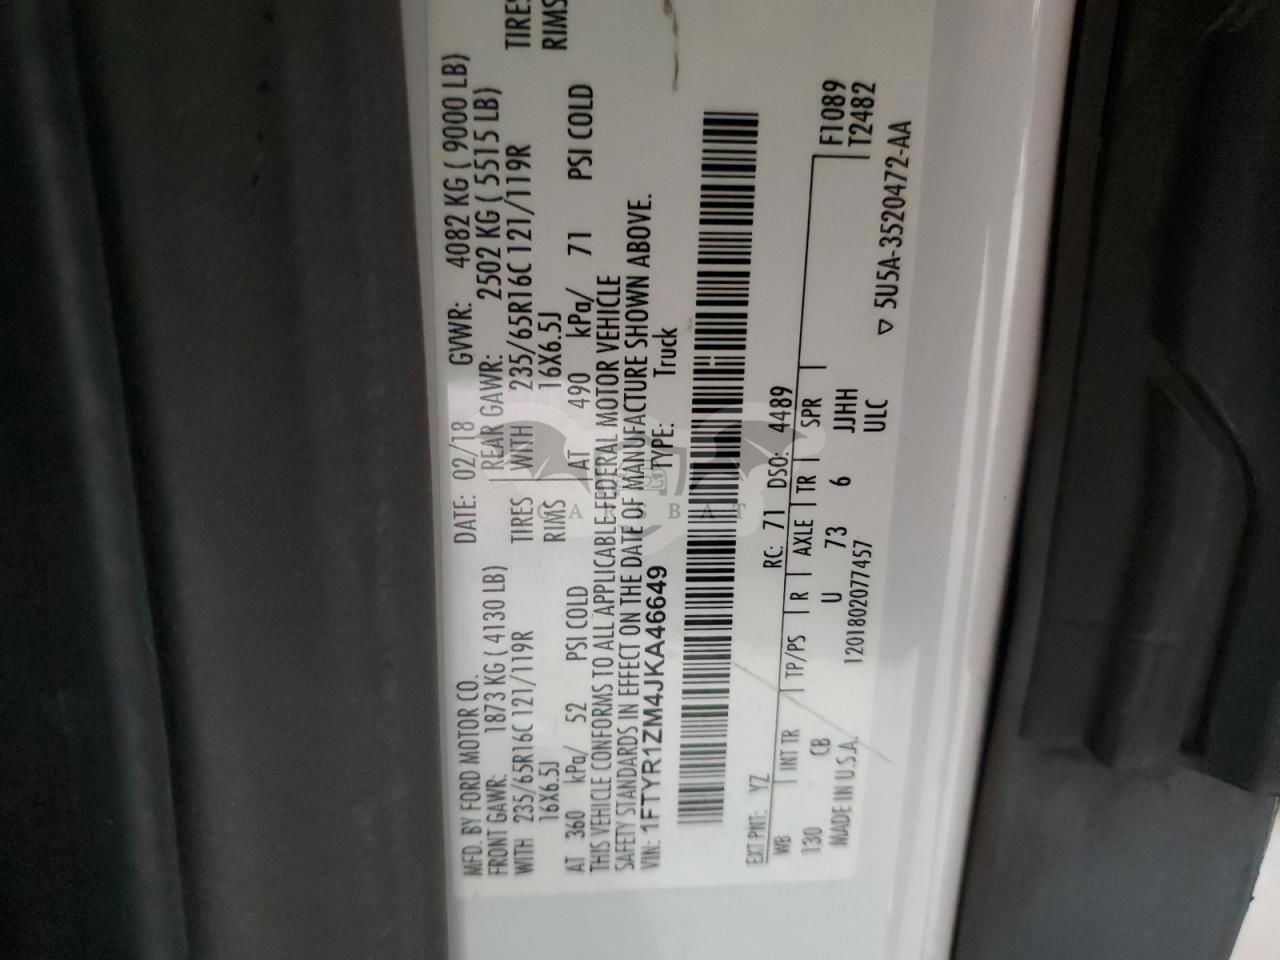 MFD. BY FORD MOTOR CO. DATE: 02/18 GVWR: 4082 KG ( 9000 LB)
FRONT GAWR: 1873 KG ( 4130 LB) REAR GAWR: 2502 KG ( 5515 LB)
WITH 235/65R16C 121/119R TIRES WITH 235/65R16C 121/119R TIRES
16X6.5J RIMS 16X6.5J RIMS
AT 360 kPa/ 52 PSI COLD AT 490 kPa/ 71 PSI COLD
THIS VEHICLE CONFORMS TO ALL APPLICABLE FEDERAL MOTOR VEHICLE
SAFETY STANDARDS IN EFFECT ON THE DATE OF MANUFACTURE SHOWN ABOVE.
VIN: 1FTYR1ZM4JKA46649 TYPE: Truck
EXT PNT: YZ RC: 71 DSO: 4489
WB INT TR TP/PS R AXLE TR SPR F1089
130 CB U 73 6 JJHH T2482
MADE IN U.S.A. 1201802077457 ULC
▽ 5U5A-3520472-AA
CARSBAT